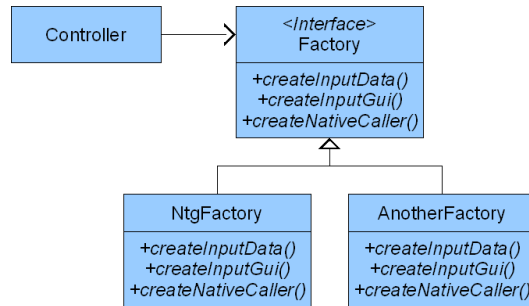 Controller
<Interface>
Factory
+createInputData()
+createInputGui()
+createNativeCaller()
NtgFactory
+createInputData()
+createInputGui()
+createNativeCaller()
AnotherFactory
+createInputData()
+createInputGui()
+createNativeCaller()